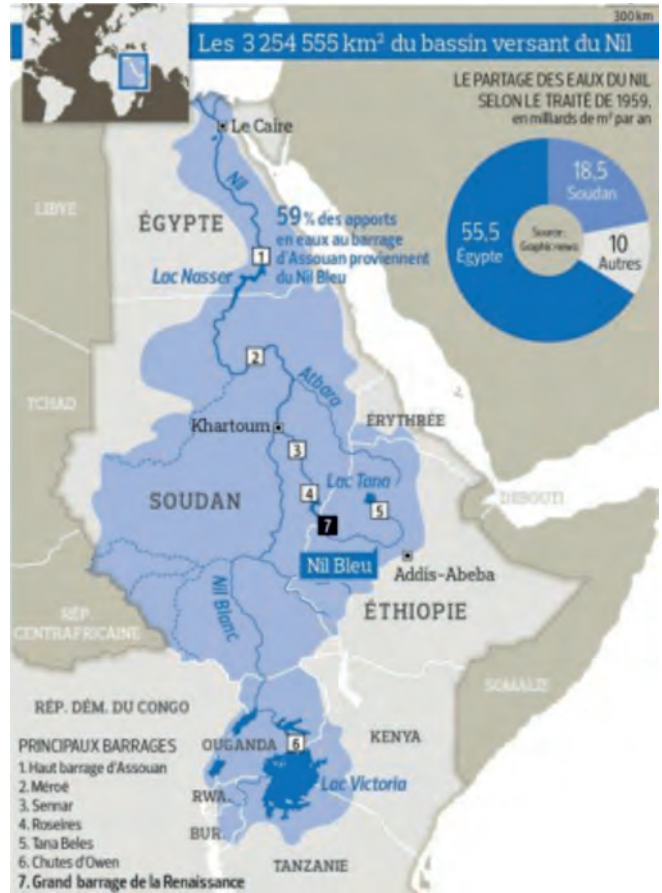 300 km
Les 3 254 555 km² du bassin versant du Nil
LE PARTAGE DES EAUX DU NIL
SELON LE TRAITÉ DE 1959,
en milliards de m³ par an
18,5
Soudan
55,5
Égypte
Source :
Graphic news
10
Autres
Le Caire
Nil
LIBYE
ÉGYPTE
59 % des apports
en eaux au barrage
d'Assouan proviennent
du Nil Bleu
1
Lac Nasser
2
Atbara
TCHAD
Khartoum
ÉRYTHRÉE
3
SOUDAN
4
Lac Tana
5
DJIBOUTI
7
Nil Bleu
Addis-Abeba
Nil Blanc
ÉTHIOPIE
RÉP.
CENTRAFRICAINE
SOMALIE
RÉP. DÉM. DU CONGO
OUGANDA
6
KENYA
Lac Victoria
RWA.
BUR.
TANZANIE
PRINCIPAUX BARRAGES
1. Haut barrage d'Assouan
2. Méroé
3. Sennar
4. Roseires
5. Tana Beles
6. Chutes d'Owen
7. Grand barrage de la Renaissance